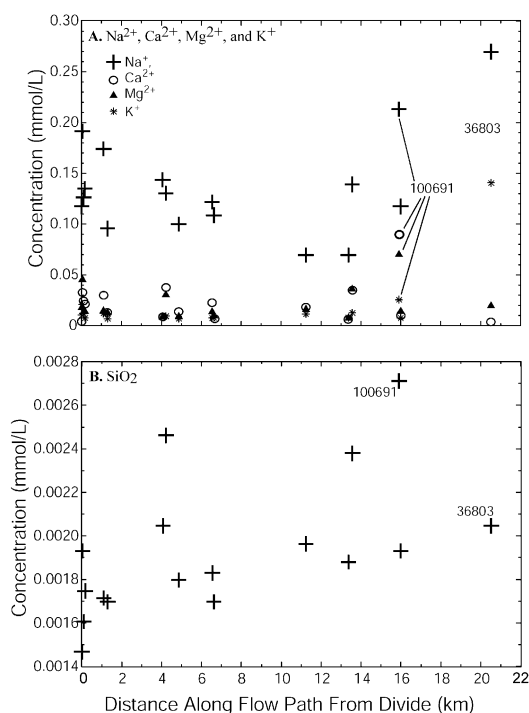 A. Na²⁺, Ca²⁺, Mg²⁺, and K⁺
Na⁺,
Ca²⁺
Mg²⁺
K⁺
Concentration (mmol/L)
0.30
0.25
0.20
0.15
0.10
0.05
0
36803
100691
B. SiO₂
Concentration (mmol/L)
0.0028
0.0026
0.0024
0.0022
0.0020
0.0018
0.0016
0.0014
100691
36803
0 2 4 6 8 10 12 14 16 18 20 22
Distance Along Flow Path From Divide (km)